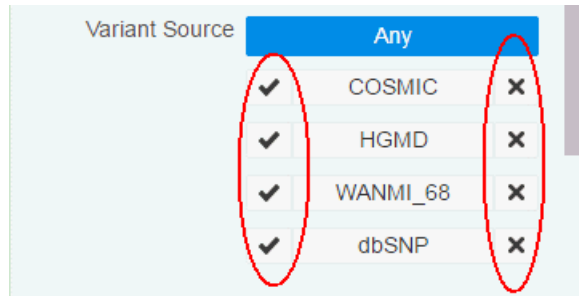 Variant Source Any
COSMIC
HGMD
WANMI_68
dbSNP